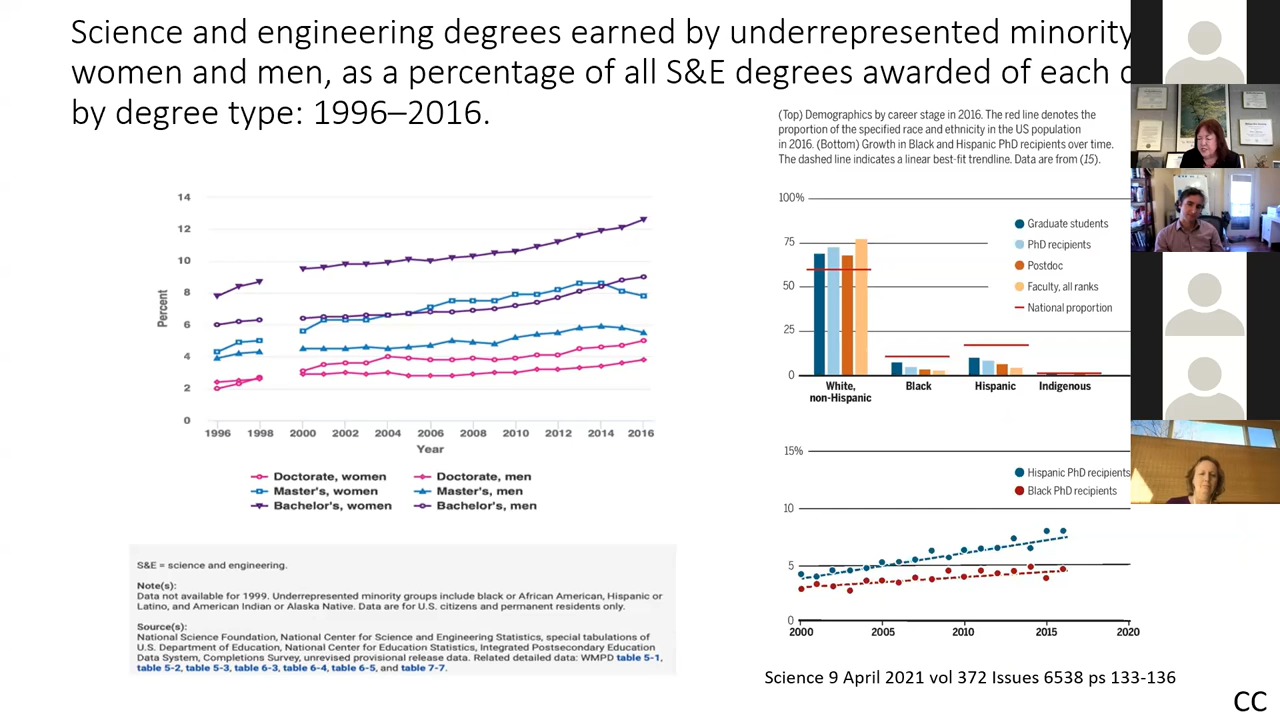 Science and engineering degrees earned by underrepresented minority
women and men, as a percentage of all S&E degrees awarded of each
by degree type: 1996–2016.
14
12
10
8
6
4
2
0
Percent
1996 1998 2000 2002 2004 2006 2008 2010 2012 2014 2016
Year
Doctorate, women Doctorate, men
Master's, women Master's, men
Bachelor's, women Bachelor's, men
S&E = science and engineering.
Note(s):
Data not available for 1999. Underrepresented minority groups include black or African American, Hispanic or
Latino, and American Indian or Alaska Native. Data are for U.S. citizens and permanent residents only.
Source(s):
National Science Foundation, National Center for Science and Engineering Statistics, special tabulations of
U.S. Department of Education, National Center for Education Statistics, Integrated Postsecondary Education
Data System, Completions Survey, unrevised provisional release data. Related detailed data: WMPD table 5-1,
table 5-2, table 5-3, table 6-3, table 6-4, table 6-5, and table 7-7.
(Top) Demographics by career stage in 2016. The red line denotes the
proportion of the specified race and ethnicity in the US population
in 2016. (Bottom) Growth in Black and Hispanic PhD recipients over time.
The dashed line indicates a linear best-fit trendline. Data are from (15).
100%
75
50
25
0
Graduate students
PhD recipients
Postdoc
Faculty, all ranks
National proportion
White, Black Hispanic Indigenous
non-Hispanic
15%
10
5
0
Hispanic PhD recipients
Black PhD recipients
2000 2005 2010 2015 2020
Science 9 April 2021 vol 372 Issues 6538 ps 133-136
CC